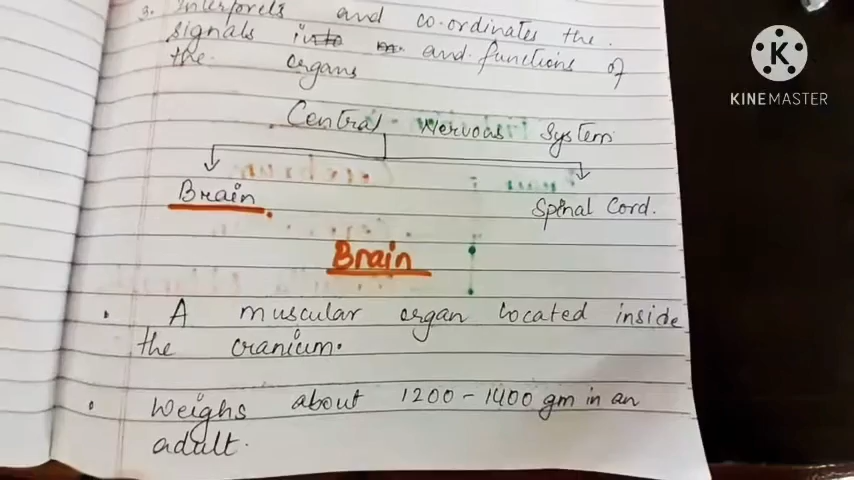 3. Interprets and co-ordinates the.
signals into and functions of
the organs
Central Nervous System
Brain
Spinal Cord.
Brain
• A muscular organ located inside
the cranium.
• Weighs about 1200-1400 gm in an
adult.
K
KINEMASTER